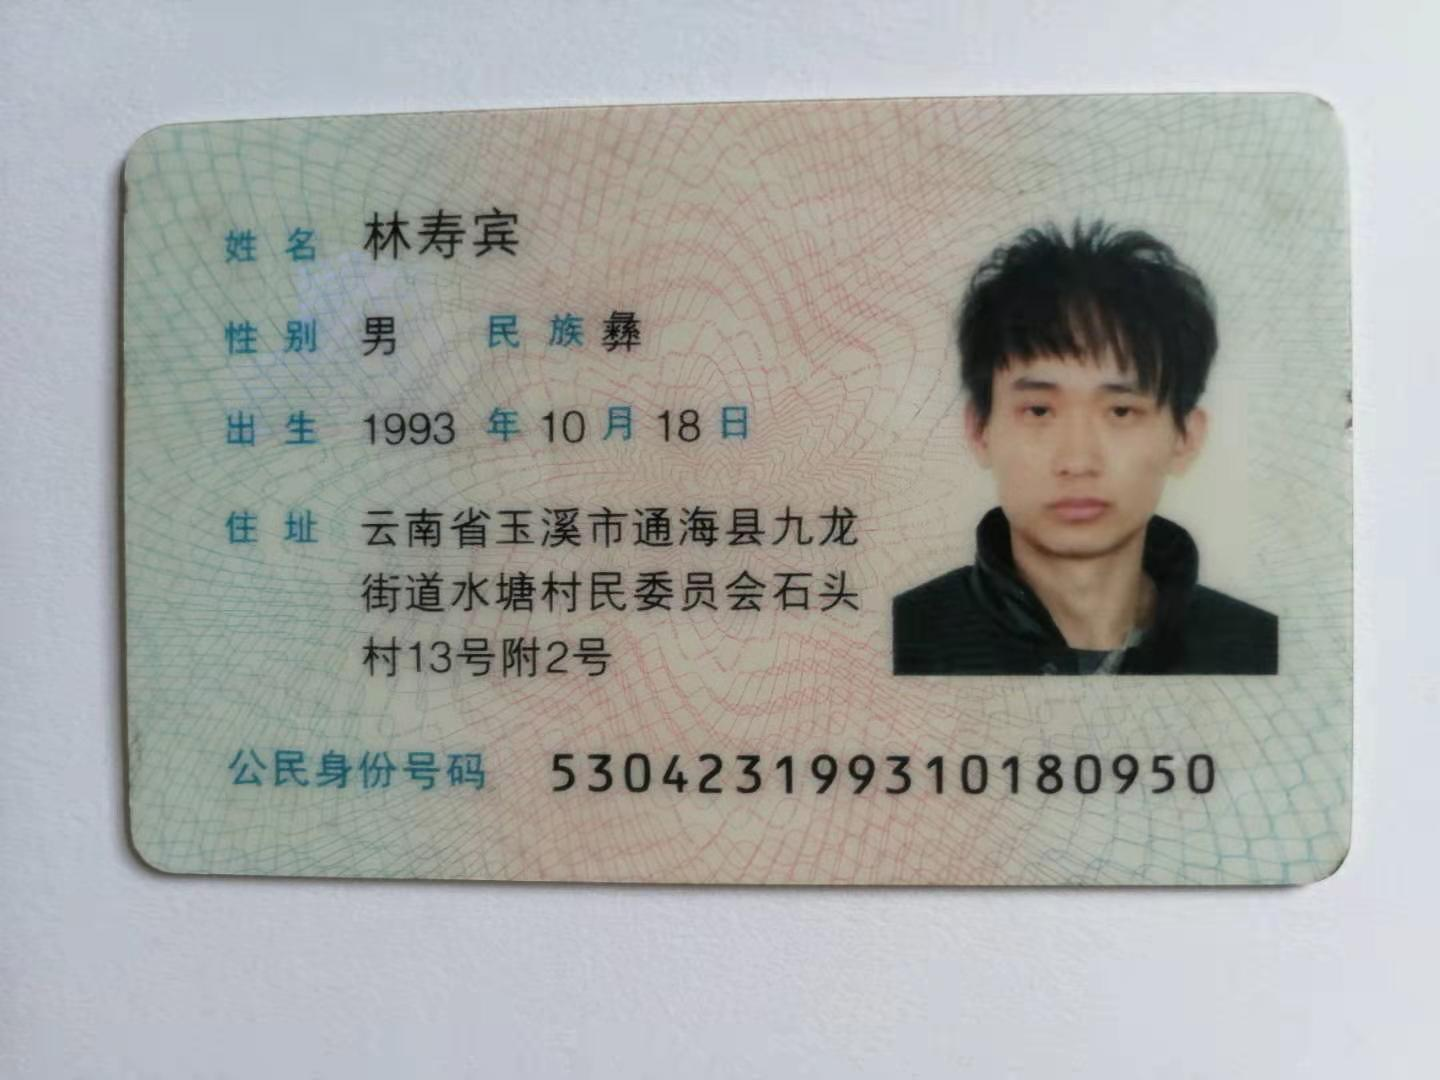 姓名 林寿宾
性别 男 民族 彝
出生 1993 年 10 月 18 日
住址 云南省玉溪市通海县九龙
街道水塘村民委员会石头
村13号附2号
公民身份号码 530423199310180950